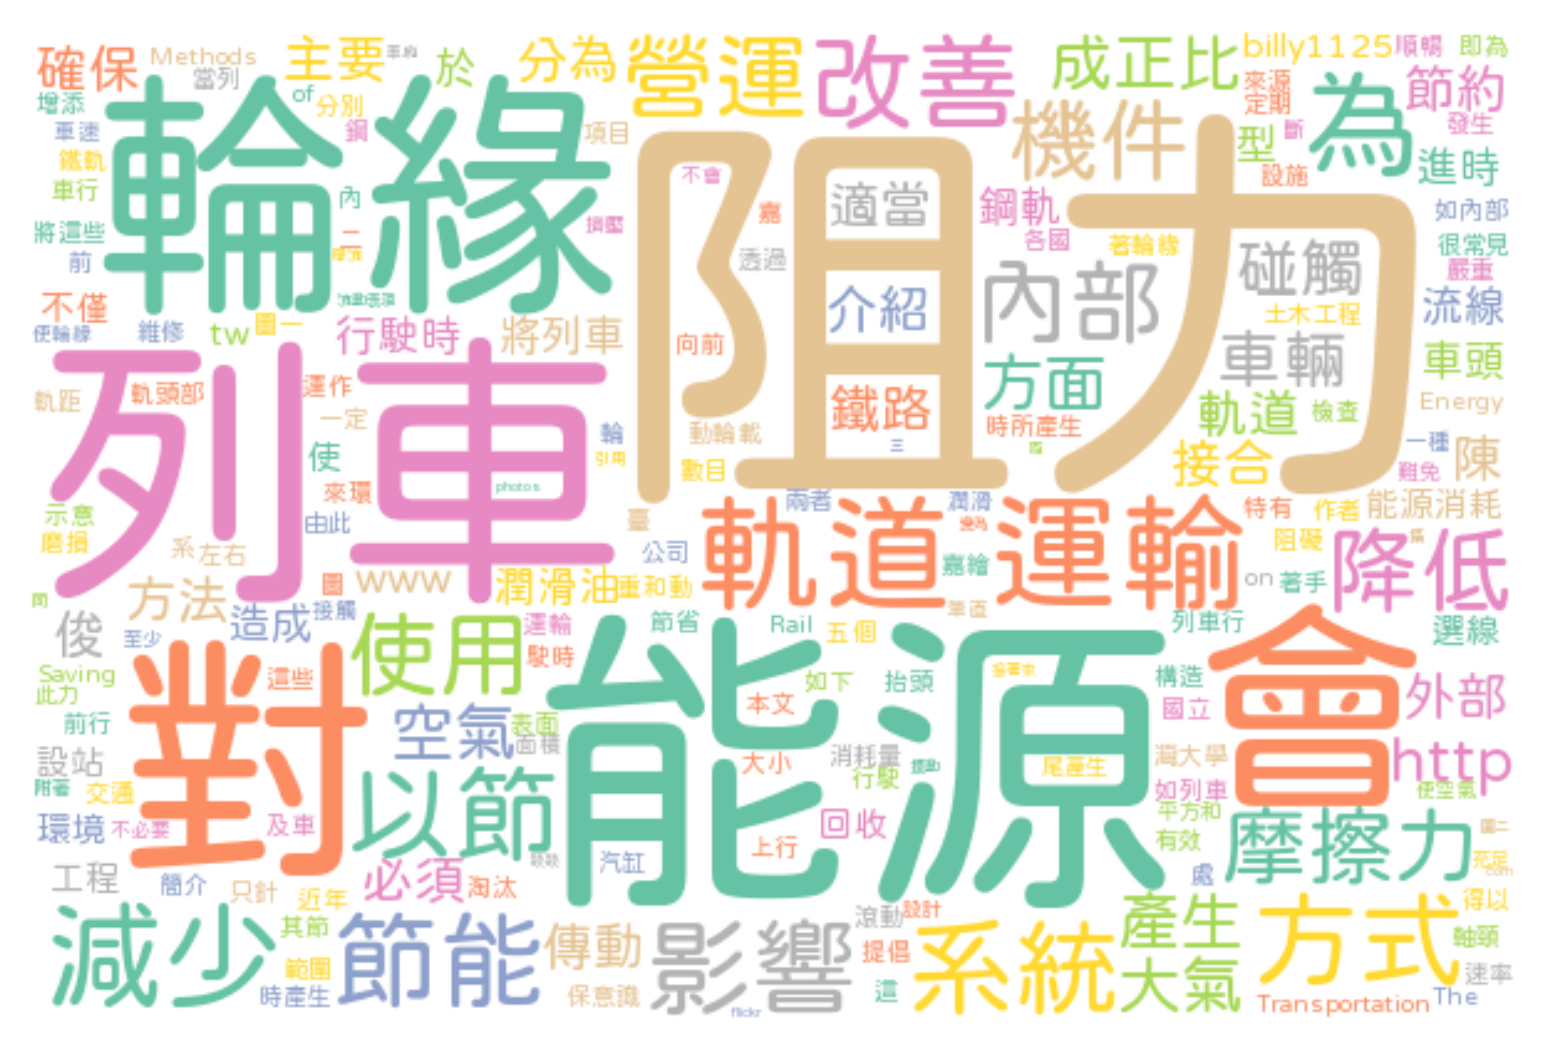 確保
Methods
當列
主要
於
分為
營運
改善
成正比
billy1125
順暢
即為
增添
of
分別
輪緣
鋼
項目
阻力
機件
來源
定期
為
節約
發生
車速
鐵軌
車行
內
不會
嘉
適當
鋼軌
各國
型
斷
設施
進時
將這些
前
二
損壓
透過
著輪緣
碰觸
如內部
很常見
嚴重
不僅
介紹
內部
土木工程
流線
使輪緣
維修
tw
圖一
行駛時
將列車
向前
方面
車輛
車頭
列車
軌距
軌頭部
運作
一定
鐵路
時所產生
軌道
檢查
Energy
使
輪
引用
動輪載
三
數目
接合
一種
難免
陳
來環
photos
兩者
潤滑
特有
作者
能源消耗
示意
磨損
由此
臺
軌道運輸
系
左右
公司
嘉繪
阻礙
降低
方法
圖
www
潤滑油
重和動
on
著手
俊
至少
造成
接觸
使用
運輪
節省
Rail
五個
筆直
列車行
選線
Saving
此力
對
這些
駛時
能源
本文
如下
抬頭
構造
會
外部
前行
空氣
表面
面積
國立
設站
以節
大小
消耗量
行駛
尾產生
灣大學
http
附著
交通
如列車
便空氣
環境
不必要
及車
回收
平方和
有效
摩擦力
工程
簡介
只針
近年
必須
淘汰
汽缸
上行
處
充足
com
減少
其節
範圍
時產生
節能
傳動
保意識
影響
flickr
滾動
設計
提倡
這
系統
產生
大氣
方式
得以
軸頸
速率
Transportation
The